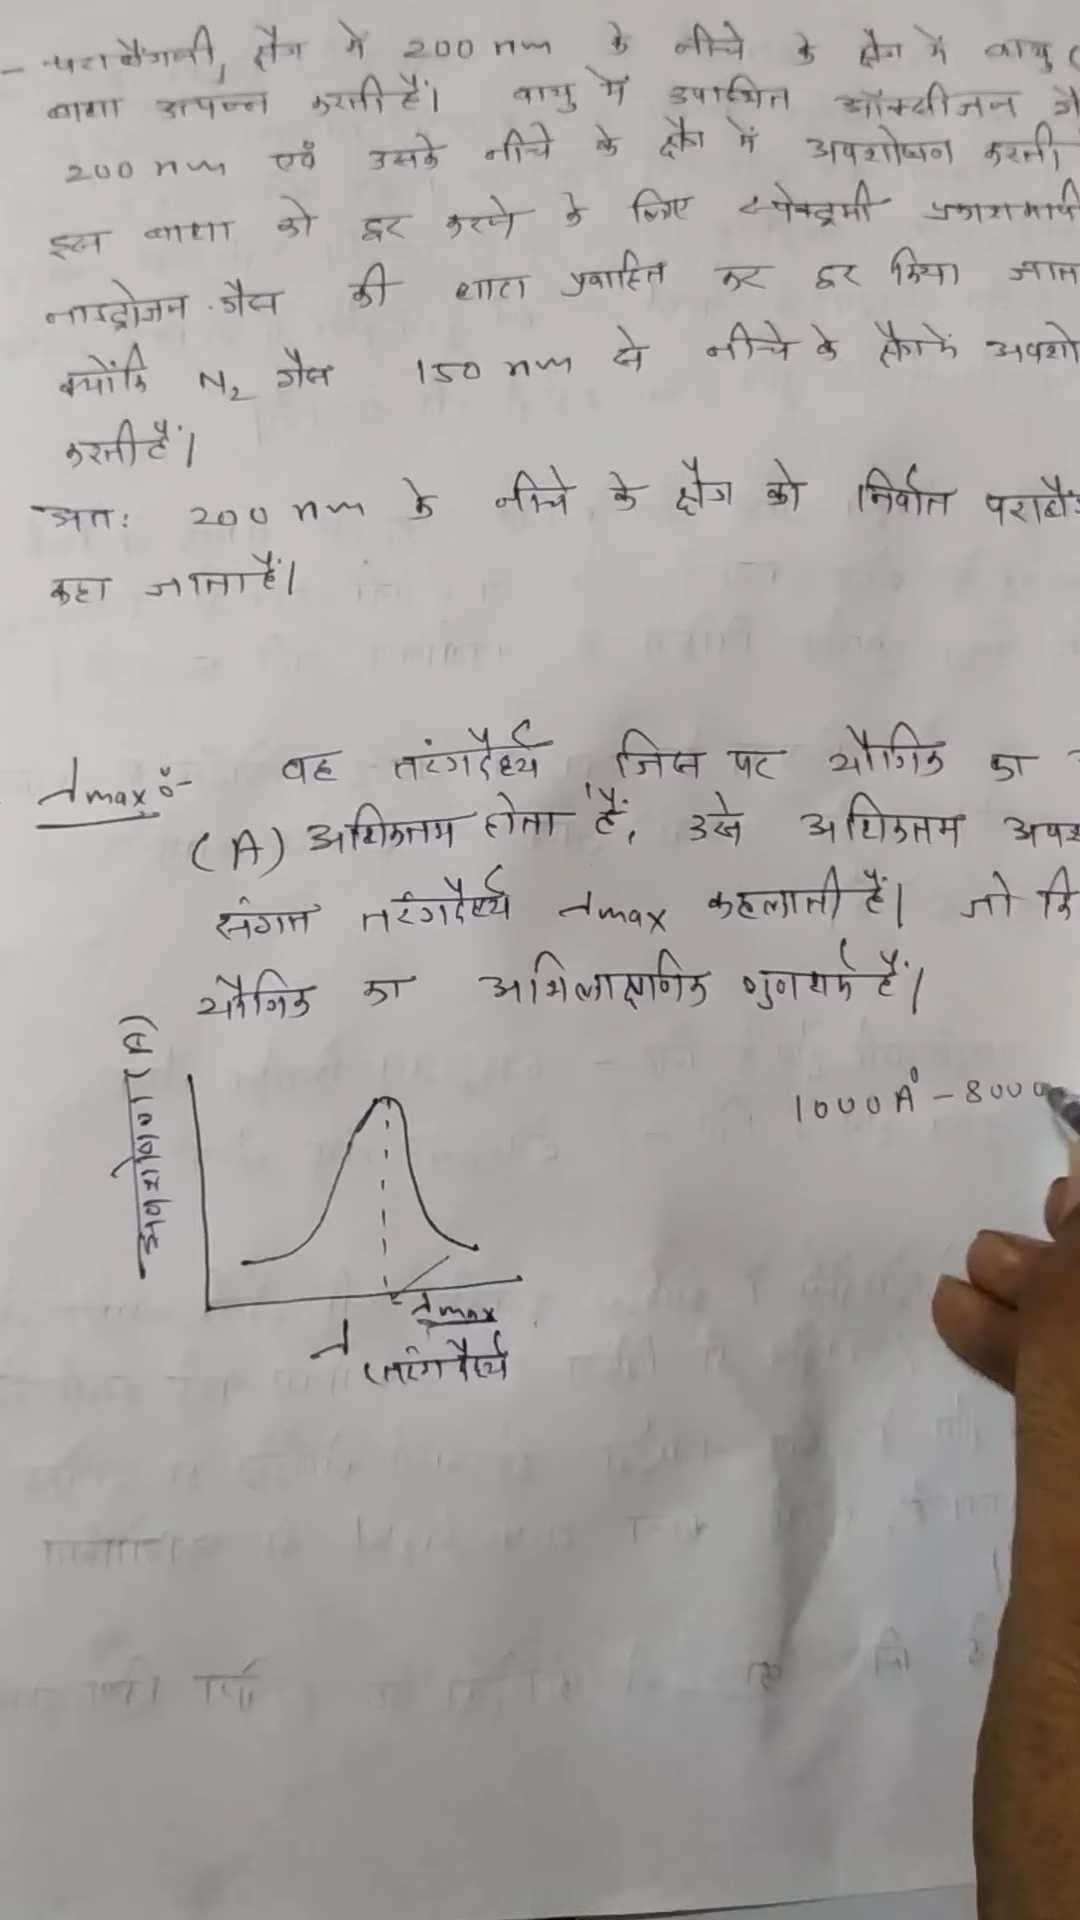 - पराबैंगनी, क्षेत्र में 200 nm के नीचे के क्षेत्र में वायु
बाधा उत्पन्न करती हैं। वायु में उपस्थित ऑक्सीजन गै
200 nm एवं उसके नीचे के क्षेत्र में अवशोषण करती
इस बाधा को दूर करने के लिए स्पेक्ट्रमी प्रकाशमापी
नाइट्रोजन गैस की धारा प्रवाहित कर दूर किया जात
क्योंकि N₂ गैस 150 nm से नीचे के क्षेत्र में अवशो
करती हैं।
अतः 200 nm के नीचे के क्षेत्र को निर्वात पराबैं
कहा जाता हैं।
λmax:- वह तरंगदैर्ध्य जिस पर यौगिक का
(A) अधिकतम होता हैं, उसे अधिकतम अवश
संगत तरंगदैर्ध्य λmax कहलाती हैं। जो कि
यौगिक का अभिलाक्षणिक गुणधर्म हैं।
अवशोषण (A)
1000 A° - 8000
λmax
λ
(तरंगदैर्ध्य